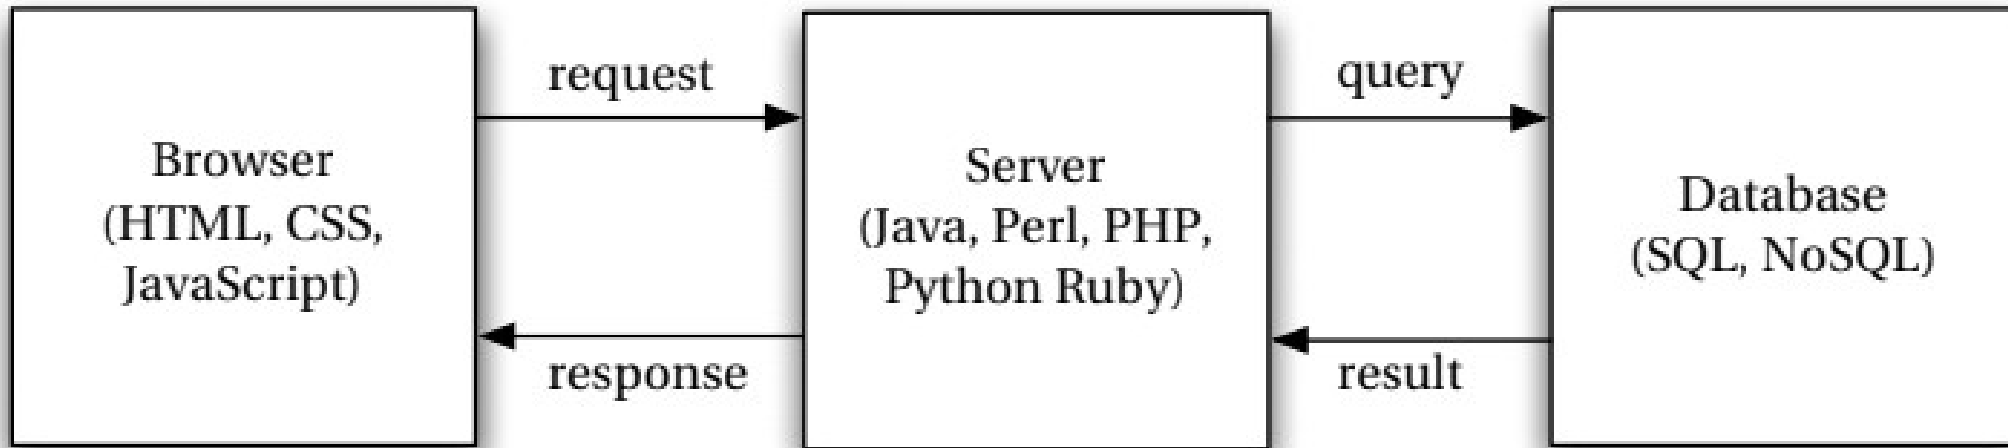 Browser
(HTML, CSS,
JavaScript)
request
response
Server
(Java, Perl, PHP,
Python Ruby)
query
result
Database
(SQL, NoSQL)